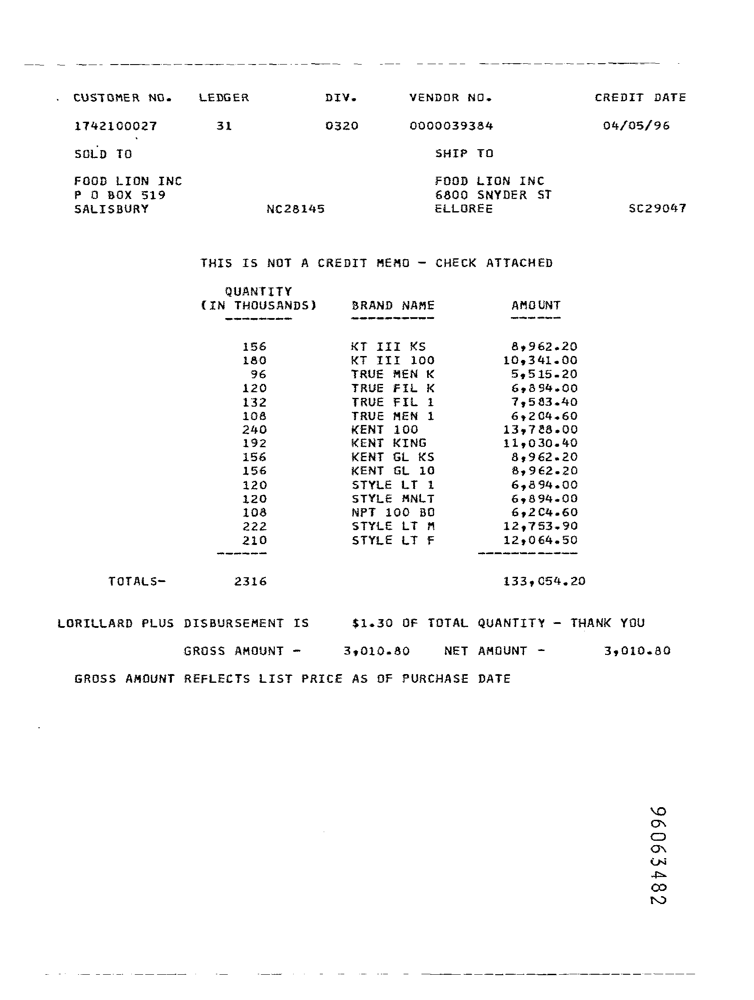 CUSTOMER NO. LEDGER DIV. VENDOR NO. CREDIT DATE
1742100027 31 0320 0000039384 04/05/96
SOLD TO SHIP TO
FOOD LION INC FOOD LION INC
P O BOX 519 6800 SNYDER ST
SALISBURY NC28145 ELLOREE SC29047
THIS IS NOT A CREDIT MEMO - CHECK ATTACHED
QUANTITY
(IN THOUSANDS) BRAND NAME AMOUNT
-------- ---------- ------
156 KT III KS 8,962.20
180 KT III 100 10,341.00
96 TRUE MEN K 5,515.20
120 TRUE FIL K 6,894.00
132 TRUE FIL 1 7,583.40
108 TRUE MEN 1 6,204.60
240 KENT 100 13,788.00
192 KENT KING 11,030.40
156 KENT GL KS 8,962.20
156 KENT GL 10 8,962.20
120 STYLE LT 1 6,894.00
120 STYLE MNLT 6,894.00
108 NPT 100 BO 6,204.60
222 STYLE LT M 12,753.90
210 STYLE LT F 12,064.50
------ ------------
TOTALS- 2316 133,054.20
LORILLARD PLUS DISBURSEMENT IS $1.30 OF TOTAL QUANTITY - THANK YOU
GROSS AMOUNT - 3,010.80 NET AMOUNT - 3,010.80
GROSS AMOUNT REFLECTS LIST PRICE AS OF PURCHASE DATE
96063482